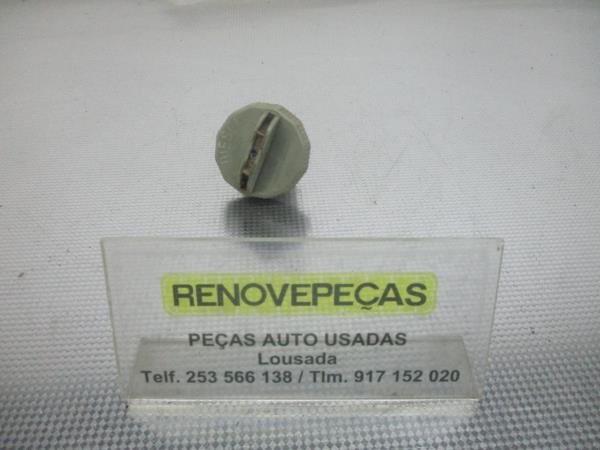 RENOVEPEÇAS
PEÇAS AUTO USADAS
Lousada
Telf. 253 566 138 / Tlm. 917 152 020